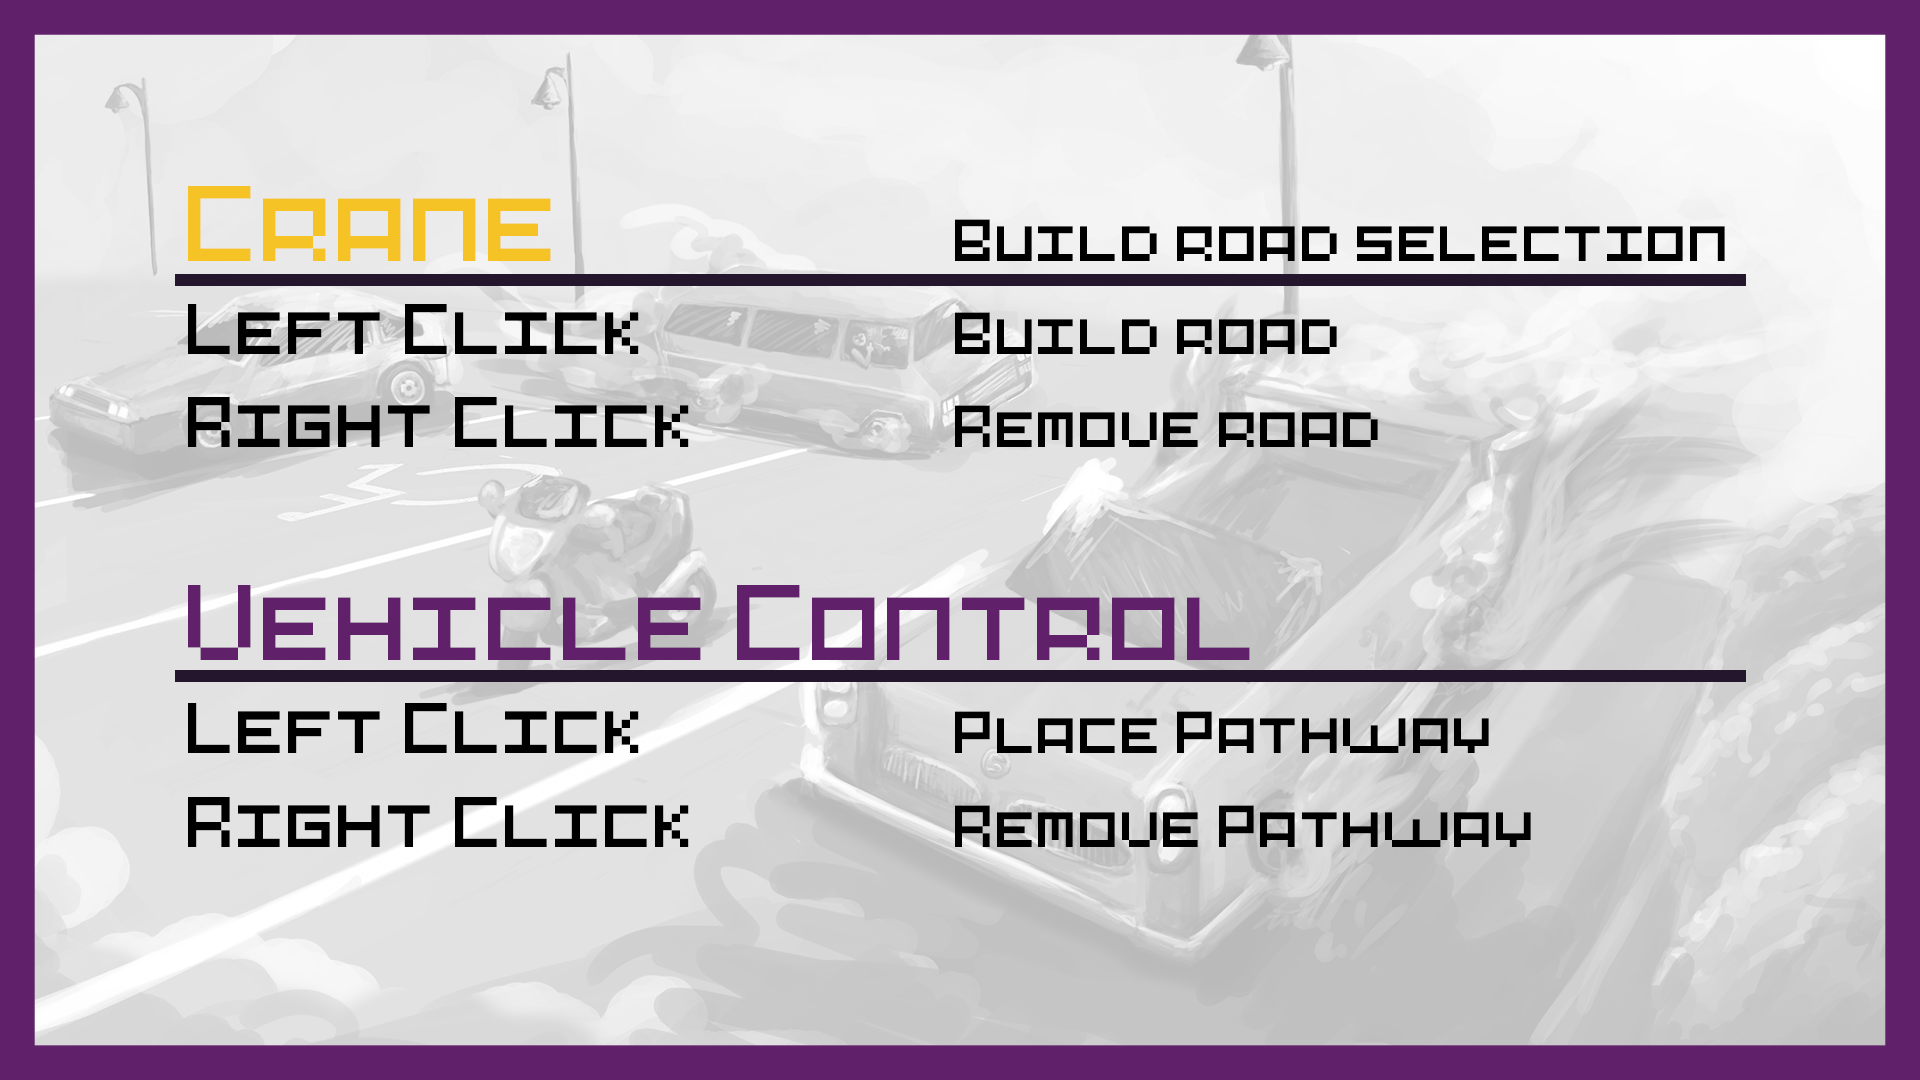 Crane Build road selection
Left Click Build road
Right Click Remove road
Vehicle Control
Left Click Place Pathway
Right Click Remove Pathway